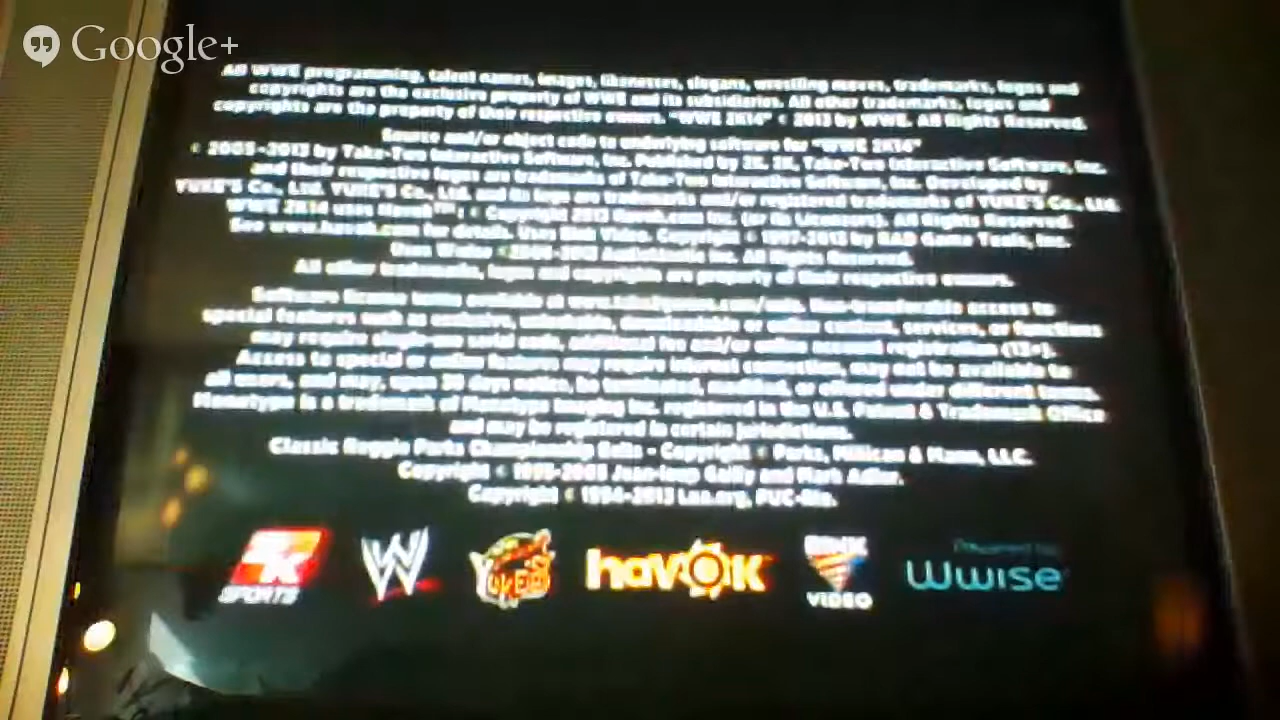 Google+
All WWE programming, talent names, images, likenesses, slogans, wrestling moves, trademarks, logos and
copyrights are the exclusive property of WWE and its subsidiaries. All other trademarks, logos and
copyrights are the property of their respective owners. "WWE 2K14" © 2013 by WWE. All Rights Reserved.
Source and/or object code to underlying software for "WWE 2K14"
© 2005-2013 by Take-Two Interactive Software, Inc. Published by 2K. 2K, Take-Two Interactive Software, Inc.
and their respective logos are trademarks of Take-Two Interactive Software, Inc. Developed by
YUKE'S Co., Ltd. YUKE'S Co., Ltd. and its logo are trademarks and/or registered trademarks of YUKE'S Co., Ltd.
WWE 2K14 uses Havok™: © Copyright 2013 Havok.com Inc. (or its Licensors). All Rights Reserved.
See www.havok.com for details. Uses Bink Video. Copyright © 1997-2013 by RAD Game Tools, Inc.
Uses Wwise © Audiokinetic Inc. All Rights Reserved.
All other trademarks, logos and copyrights are property of their respective owners.
Software license terms available at Non-transferable access to
special features such as exclusive, unlockable, downloadable or online content, services, or functions
may require single-use serial code, additional fee and/or online account registration (13+).
Access to special or online features may require internet connection, may not be available to
all users, and may, upon 30 days notice, be terminated, modified, or offered under different terms.
Monotype is a trademark of Monotype Imaging Inc. registered in the U.S. Patent & Trademark Office
and may be registered in certain jurisdictions.
Classic Reggie Parks Championship Belts - Copyright © Parks, Millican & Mann, LLC.
Copyright © 1995-2005 Jean-loup Gailly and Mark Adler.
Copyright © 1994-2013 Lua.org, PUC-Rio.
2K SPORTS W YUKE'S havok BINK VIDEO Powered by Wwise